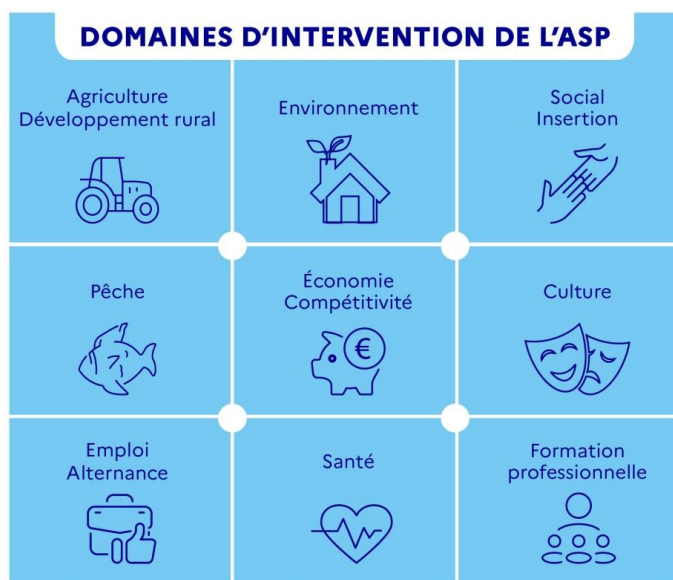 DOMAINES D'INTERVENTION DE L'ASP
Agriculture
Développement rural
Environnement
Social
Insertion
Pêche
Économie
Compétitivité
€
Culture
Emploi
Alternance
Santé
Formation
professionnelle